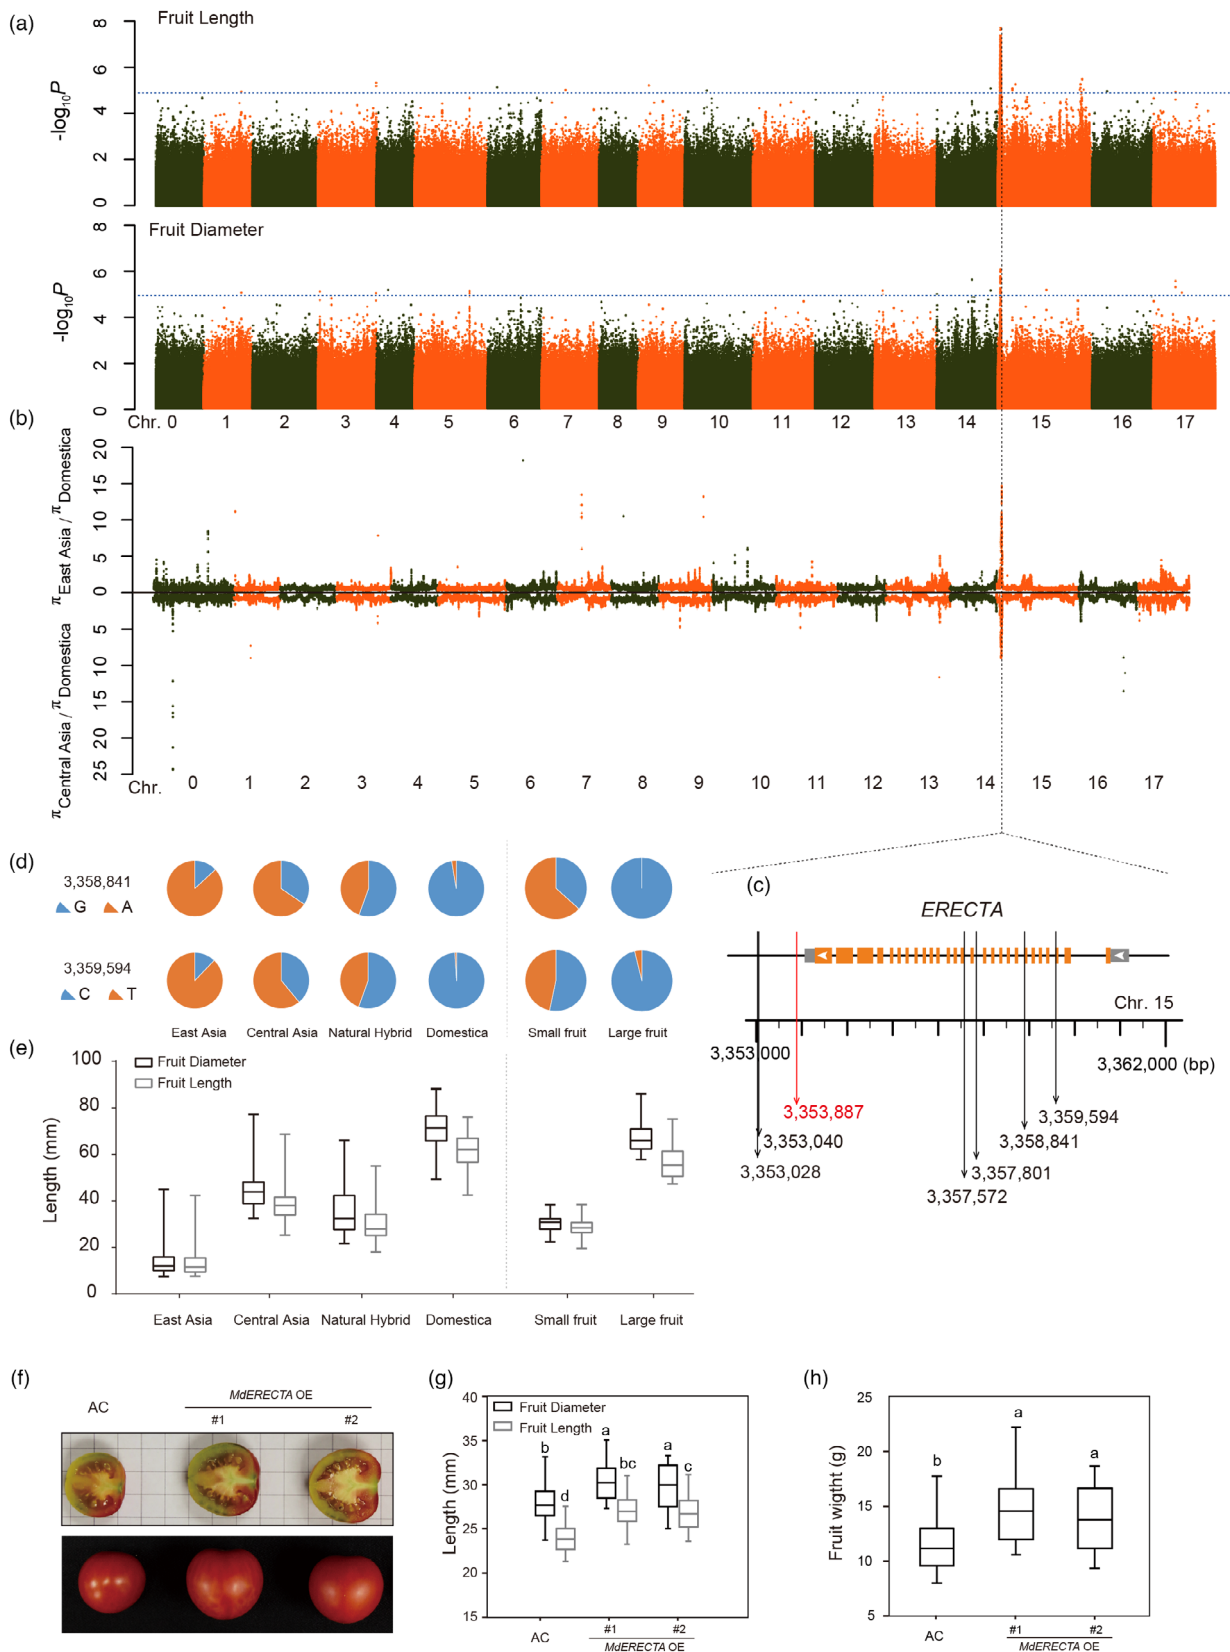 (a)
Fruit Length
8
6
4
2
0
-log10P
Fruit Diameter
8
6
4
2
0
-log10P
Chr. 0 1 2 3 4 5 6 7 8 9 10 11 12 13 14 15 16 17
(b)
20
15
10
5
0
5
10
15
20
25
πEast Asia / πDomestica
πCentral Asia / πDomestica
Chr. 0 1 2 3 4 5 6 7 8 9 10 11 12 13 14 15 16 17
(c)
ERECTA
Chr. 15
3,353,000
3,362,000 (bp)
3,353,887
3,359,594
3,353,040
3,358,841
3,353,028
3,357,801
3,357,572
(d)
3,358,841
G A
3,359,594
C T
East Asia Central Asia Natural Hybrid Domestica Small fruit Large fruit
(e)
100
80
60
40
20
0
Length (mm)
Fruit Diameter
Fruit Length
East Asia Central Asia Natural Hybrid Domestica Small fruit Large fruit
(f)
MdERECTA OE
AC
#1 #2
(g)
40
35
30
25
20
15
Length (mm)
Fruit Diameter
Fruit Length
b d a bc a c
AC #1 #2
MdERECTA OE
(h)
25
20
15
10
5
Fruit wigtht (g)
b a a
AC #1 #2
MdERECTA OE